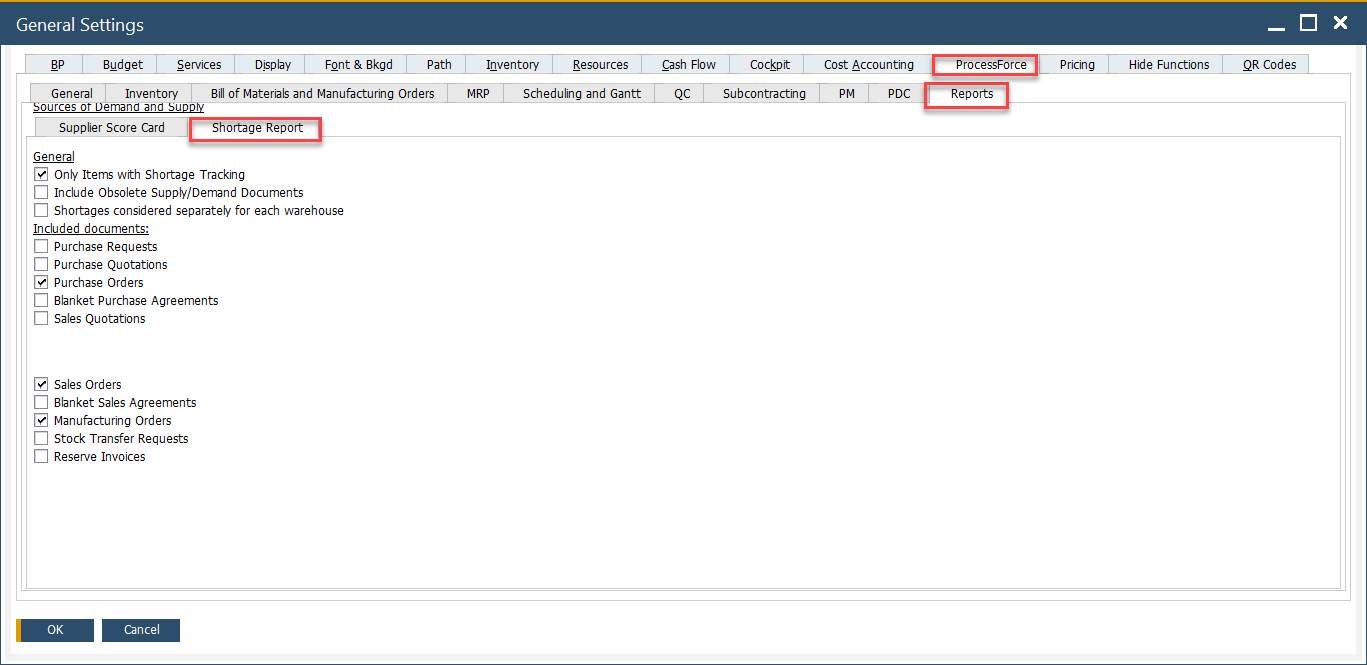 General Settings
BP Budget Services Display Font & Bkgd Path Inventory Resources Cash Flow Cockpit Cost Accounting ProcessForce Pricing Hide Functions QR Codes
General Inventory Bill of Materials and Manufacturing Orders MRP Scheduling and Gantt QC Subcontracting PM PDC Reports
Sources of Demand and Supply
Supplier Score Card Shortage Report
General
Only Items with Shortage Tracking
Include Obsolete Supply/Demand Documents
Shortages considered separately for each warehouse
Included documents:
Purchase Requests
Purchase Quotations
Purchase Orders
Blanket Purchase Agreements
Sales Quotations
Sales Orders
Blanket Sales Agreements
Manufacturing Orders
Stock Transfer Requests
Reserve Invoices
OK Cancel